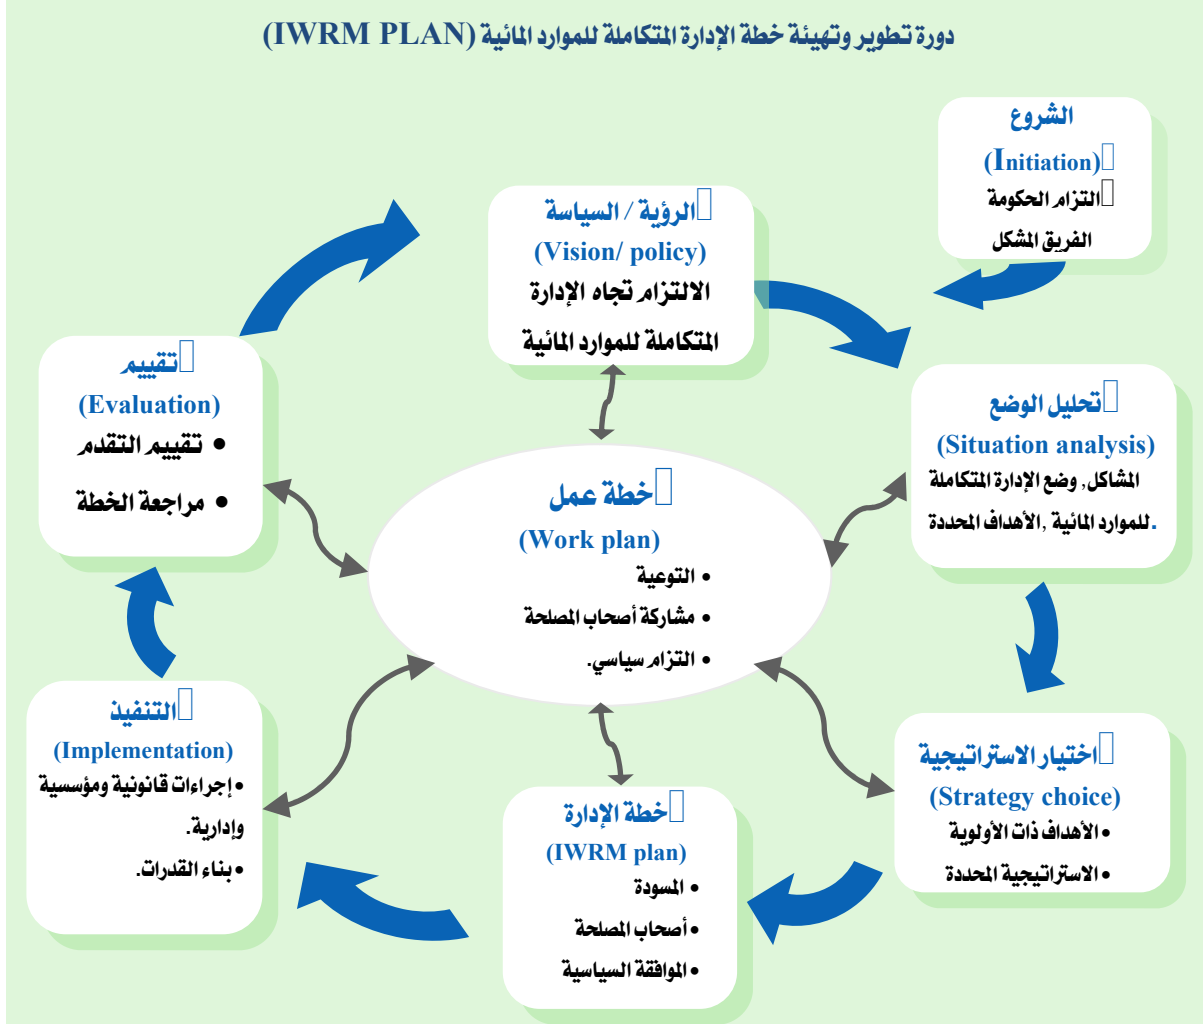 دورة تطوير وتهيئة خطة الإدارة المتكاملة للموارد المائية (IWRM PLAN)
الشروع
(Initiation)
التزام الحكومة
الفريق المشكل
الرؤية / السياسة
(Vision/ policy)
الالتزام تجاه الإدارة
المتكاملة للموارد المائية
تحليل الوضع
(Situation analysis)
المشاكل, وضع الإدارة المتكاملة
للموارد المائية ,الأهداف المحددة.
اختيار الاستراتيجية
(Strategy choice)
• الأهداف ذات الأولوية
• الاستراتيجية المحددة
خطة الإدارة
(IWRM plan)
• المسودة
• أصحاب المصلحة
• الموافقة السياسية
التنفيذ
(Implementation)
• إجراءات قانونية ومؤسسية
وإدارية.
• بناء القدرات.
تقييم
(Evaluation)
• تقييم التقدم
• مراجعة الخطة
خطة عمل
(Work plan)
• التوعية
• مشاركة أصحاب المصلحة
• التزام سياسي.